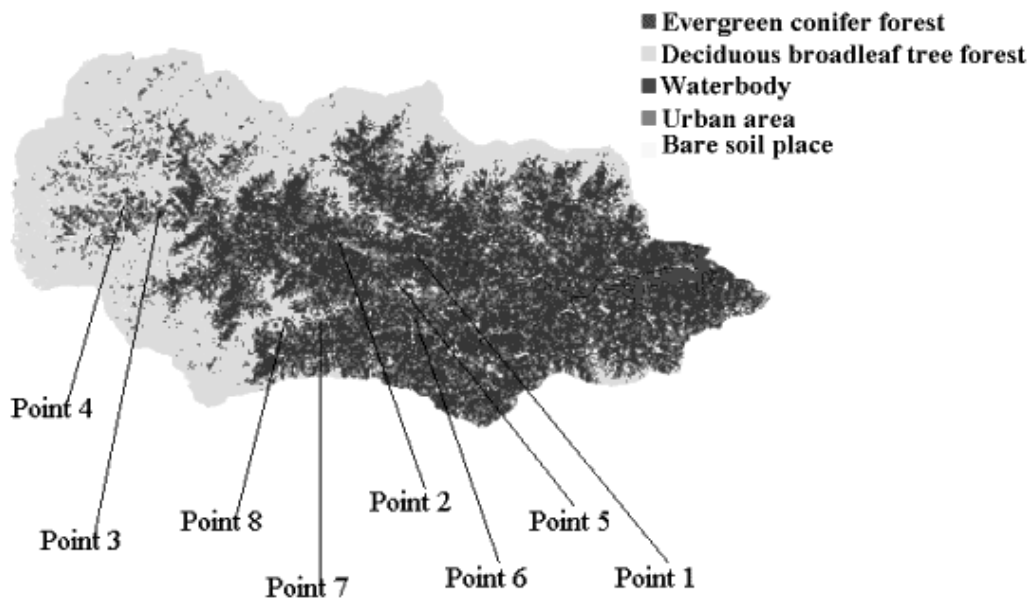 Evergreen conifer forest
Deciduous broadleaf tree forest
Waterbody
Urban area
Bare soil place
Point 4
Point 3
Point 8
Point 7
Point 2
Point 6
Point 5
Point 1